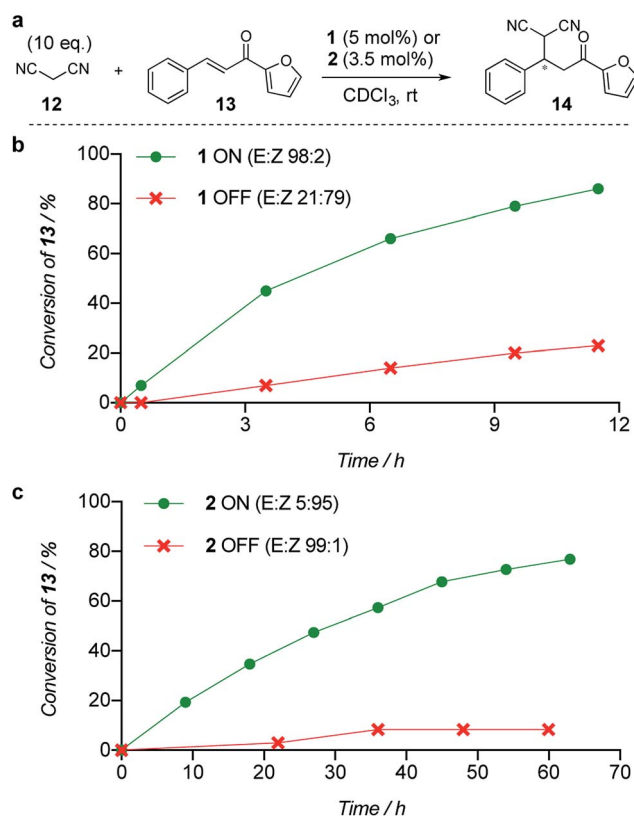 a
(10 eq.)
NC CN
12
+
O
O
13
1 (5 mol%) or
2 (3.5 mol%)
CDCl3, rt
NC CN
O
O
*
14
b
100
80
60
40
20
0
Conversion of 13 / %
1 ON (E:Z 98:2)
1 OFF (E:Z 21:79)
0 3 6 9 12
Time / h
c
100
80
60
40
20
0
Conversion of 13 / %
2 ON (E:Z 5:95)
2 OFF (E:Z 99:1)
0 10 20 30 40 50 60 70
Time / h